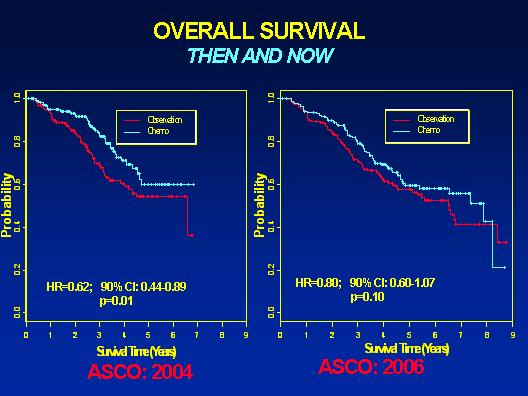 OVERALL SURVIVAL
THEN AND NOW
Probability
0.0
0.2
0.4
0.6
0.8
1.0
Observation
Chemo
HR=0.62; 90% CI: 0.44-0.89
p=0.01
0 1 2 3 4 5 6 7 8 9
Survival Time (Years)
ASCO: 2004
Probability
0.0
0.2
0.4
0.6
0.8
1.0
Observation
Chemo
HR=0.80; 90% CI: 0.60-1.07
p=0.10
0 1 2 3 4 5 6 7 8 9
Survival Time (Years)
ASCO: 2006